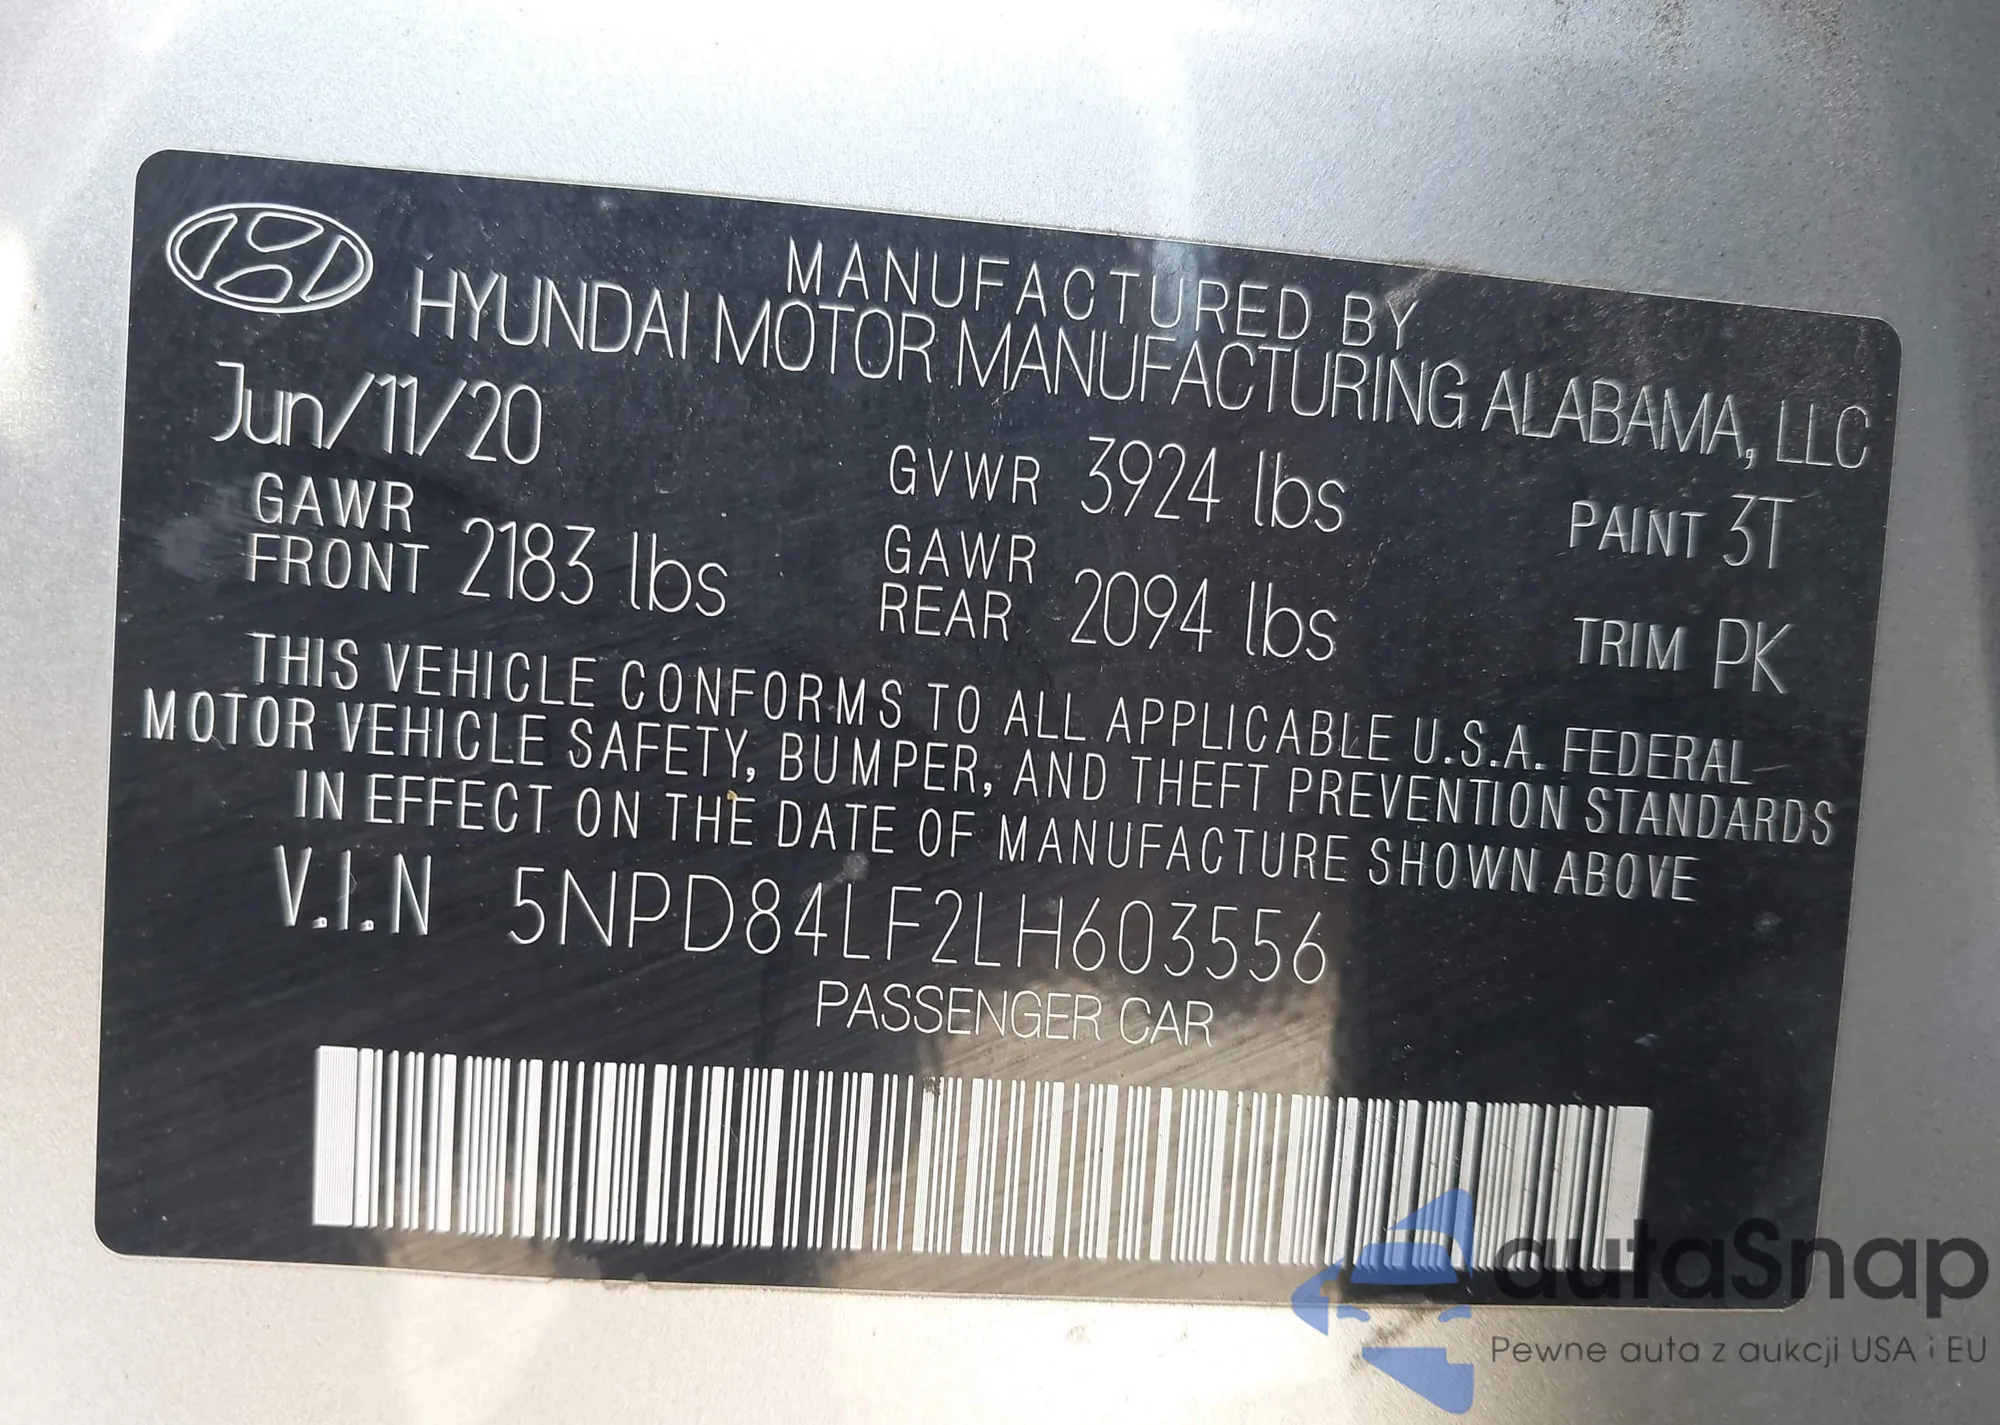 MANUFACTURED BY
HYUNDAI MOTOR MANUFACTURING ALABAMA, LLC
Jun/11/20
GVWR 3924 lbs
PAINT 3T
GAWR
FRONT 2183 lbs
GAWR
REAR 2094 lbs
TRIM PK
THIS VEHICLE CONFORMS TO ALL APPLICABLE U.S.A. FEDERAL
MOTOR VEHICLE SAFETY, BUMPER, AND THEFT PREVENTION STANDARDS
IN EFFECT ON THE DATE OF MANUFACTURE SHOWN ABOVE
V.I.N 5NPD84LF2LH603556
PASSENGER CAR
autaSnap
Pewne auta z aukcji USA i EU